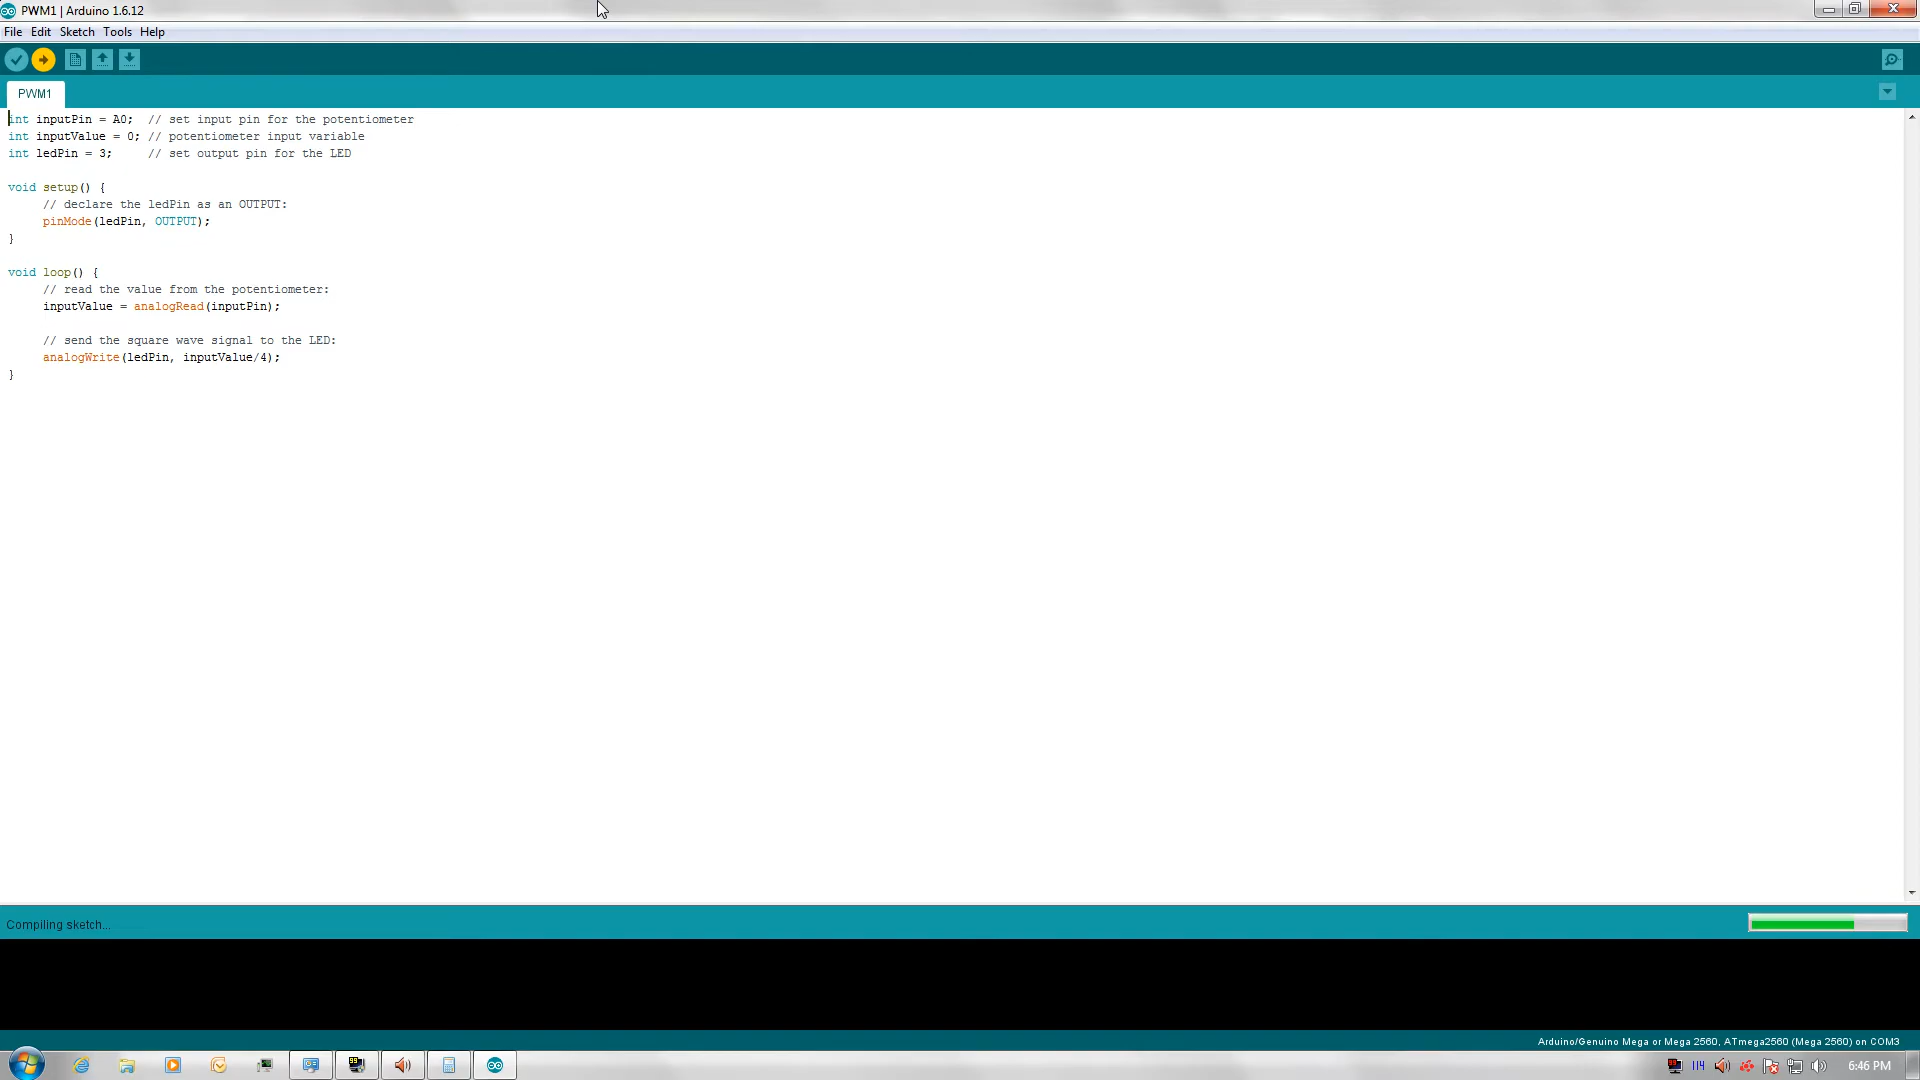 PWM1 | Arduino 1.6.12
File Edit Sketch Tools Help
PWM1
int inputPin = A0;  // set input pin for the potentiometer
int inputValue = 0; // potentiometer input variable
int ledPin = 3;     // set output pin for the LED
void setup() {
     // declare the ledPin as an OUTPUT:
     pinMode(ledPin, OUTPUT);
}
void loop() {
     // read the value from the potentiometer:
     inputValue = analogRead(inputPin);
     // send the square wave signal to the LED:
     analogWrite(ledPin, inputValue/4);
}
Compiling sketch...
Arduino/Genuino Mega or Mega 2560, ATmega2560 (Mega 2560) on COM3
99
114
6:46 PM